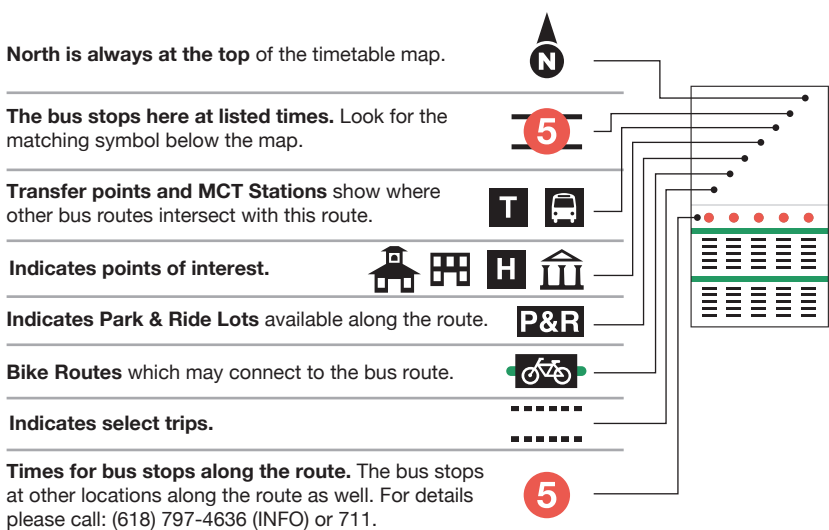 North is always at the top of the timetable map.
N
The bus stops here at listed times. Look for the
matching symbol below the map.
5
Transfer points and MCT Stations show where
other bus routes intersect with this route.
T
Indicates points of interest.
H
Indicates Park & Ride Lots available along the route.
P&R
Bike Routes which may connect to the bus route.
Indicates select trips.
Times for bus stops along the route. The bus stops
at other locations along the route as well. For details
please call: (618) 797-4636 (INFO) or 711.
5